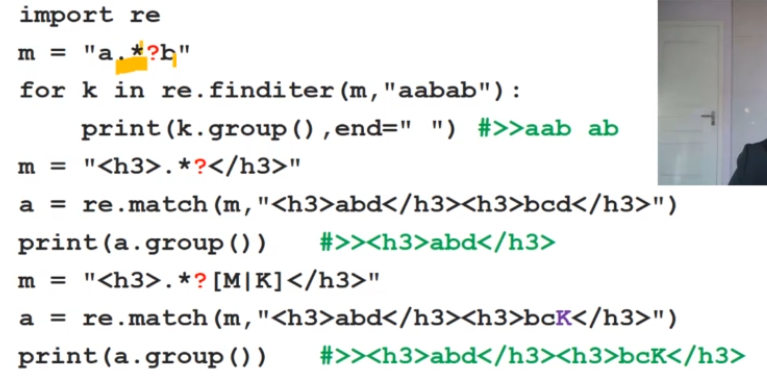 import re
m = "a.*?b"
for k in re.finditer(m,"aabab"):
    print(k.group(),end=" ") #>>aab ab
m = "<h3>.*?</h3>"
a = re.match(m,"<h3>abd</h3><h3>bcd</h3>")
print(a.group())   #>><h3>abd</h3>
m = "<h3>.*?[M|K]</h3>"
a = re.match(m,"<h3>abd</h3><h3>bcK</h3>")
print(a.group())   #>><h3>abd</h3><h3>bcK</h3>